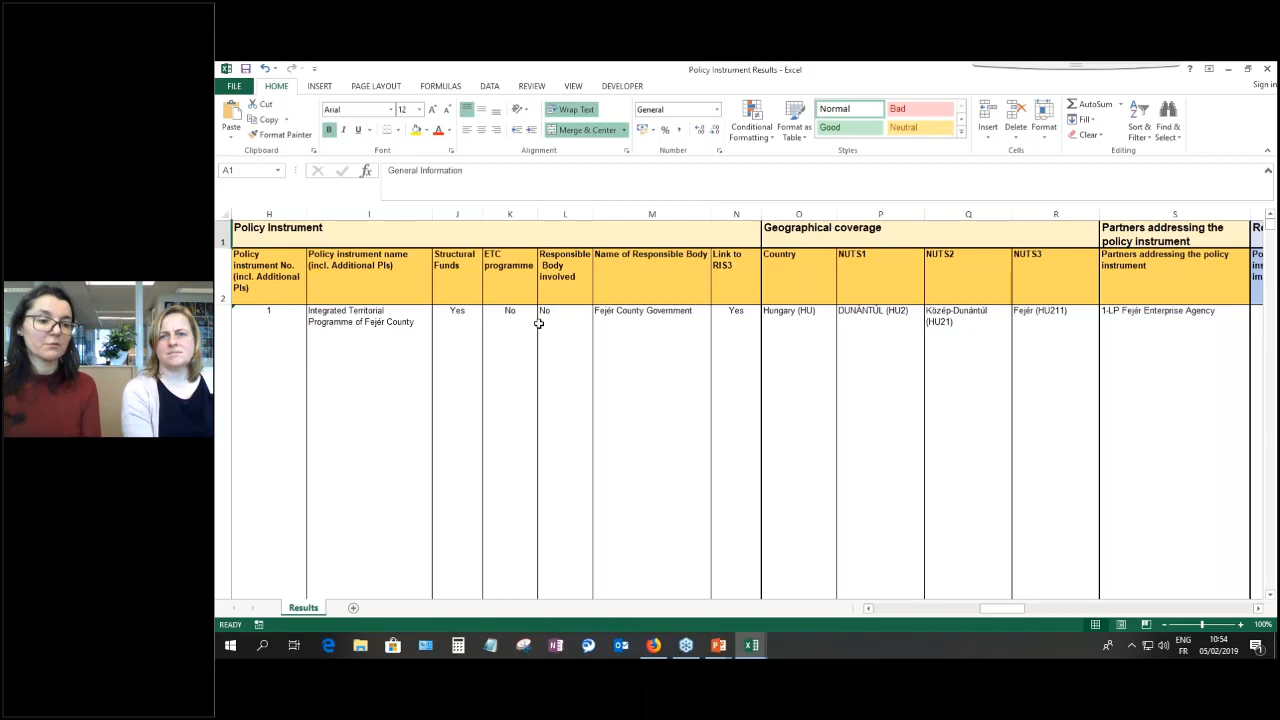 Policy Instrument Results - Excel
Sign in
FILE HOME INSERT PAGE LAYOUT FORMULAS DATA REVIEW VIEW DEVELOPER
Paste
Cut
Copy
Format Painter
Clipboard
Arial 12
B I U
Font
Wrap Text
Merge & Center
Alignment
General
Number
Conditional
Formatting
Format as
Table
Normal Bad
Good Neutral
Styles
Insert Delete Format
Cells
AutoSum
Fill
Clear
Sort &
Filter
Find &
Select
Editing
A1
fx
General Information
H I J K L M N O P Q R S
1
Policy Instrument
Geographical coverage
Partners addressing the
policy instrument
Re
2
Policy
instrument No.
(incl. Additional
PIs)
Policy instrument name
(incl. Additional PIs)
Structural
Funds
ETC
programme
Responsible
Body
involved
Name of Responsible Body
Link to
RIS3
Country
NUTS1
NUTS2
NUTS3
Partners addressing the policy
instrument
Po
ins
im
1
Integrated Territorial
Programme of Fejér County
Yes
No
No
Fejér County Government
Yes
Hungary (HU)
DUNÁNTÚL (HU2)
Közép-Dunántúl
(HU21)
Fejér (HU211)
1-LP Fejér Enterprise Agency
Results
READY
100%
ENG
FR
10:54
05/02/2019